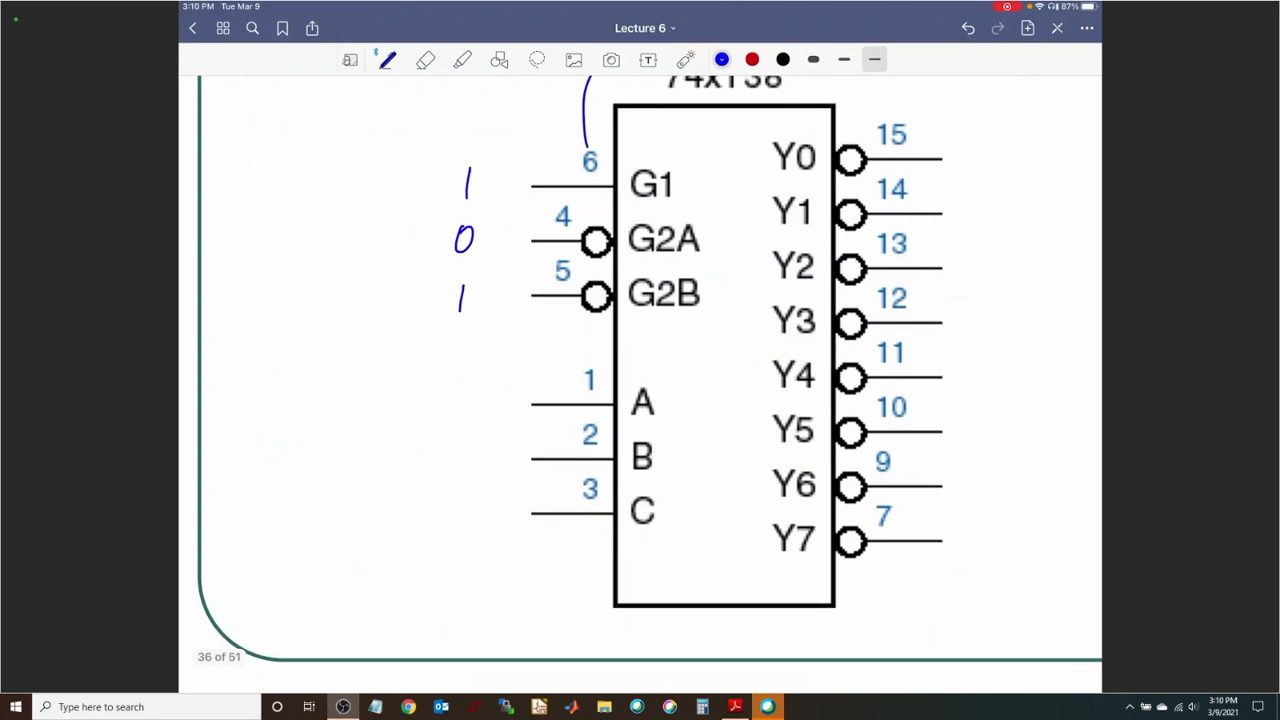 3:10 PM Tue Mar 9
87%
Lecture 6
T
74x138
6 G1 1
4 G2A 0
5 G2B 1
1 A
2 B
3 C
Y0 15
Y1 14
Y2 13
Y3 12
Y4 11
Y5 10
Y6 9
Y7 7
36 of 51
Type here to search
3:10 PM
3/9/2021